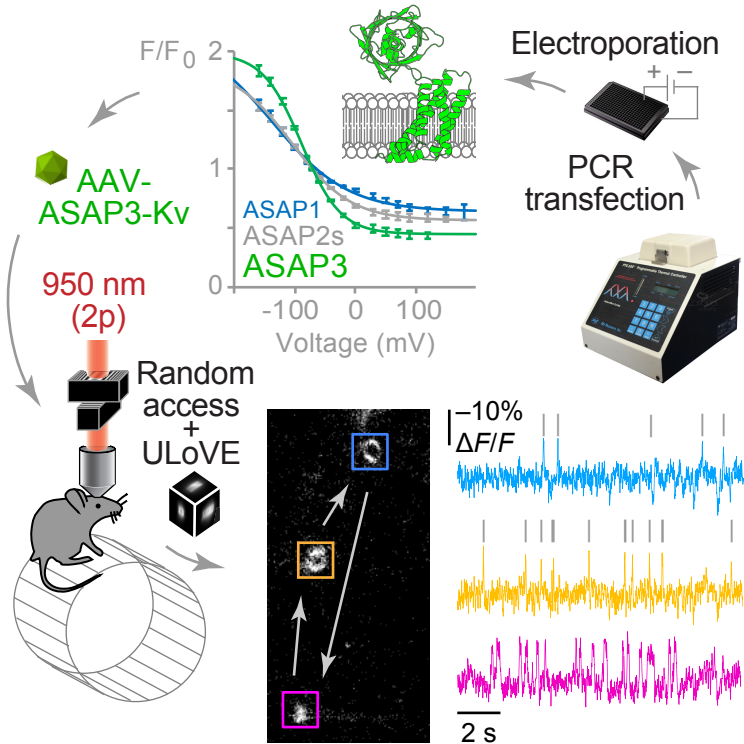 F/F0
2
1
0
-100
0
100
Voltage (mV)
ASAP1
ASAP2s
ASAP3
Electroporation
+ −
PCR
transfection
AAV-
ASAP3-Kv
950 nm
(2p)
Random
access
+
ULoVE
–10%
ΔF/F
2 s